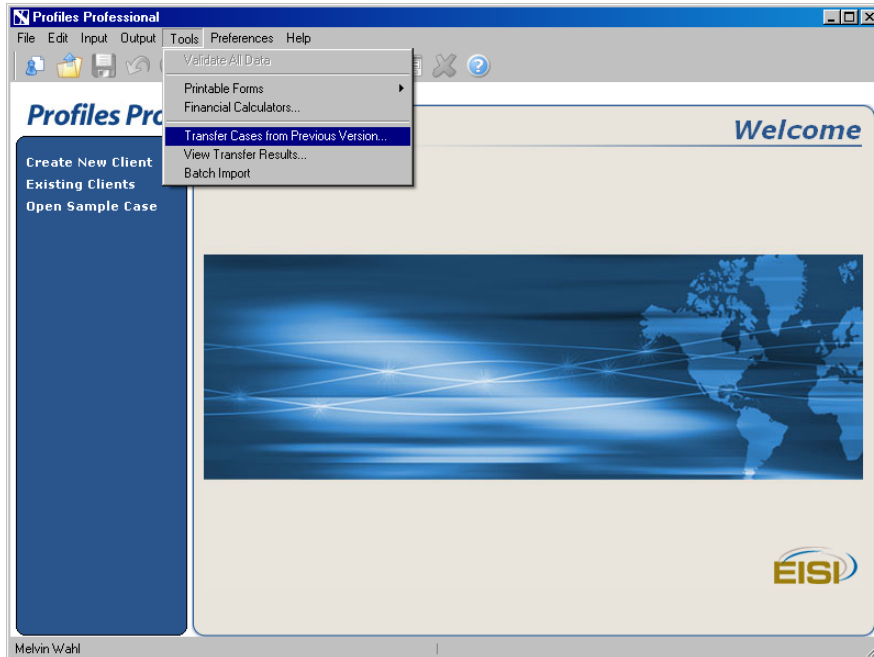 Profiles Professional
File Edit Input Output Tools Preferences Help
Validate All Data
Printable Forms
Financial Calculators...
Transfer Cases from Previous Version...
View Transfer Results...
Batch Import
Profiles Pro
Welcome
Create New Client
Existing Clients
Open Sample Case
EISI
Melvin Wahl